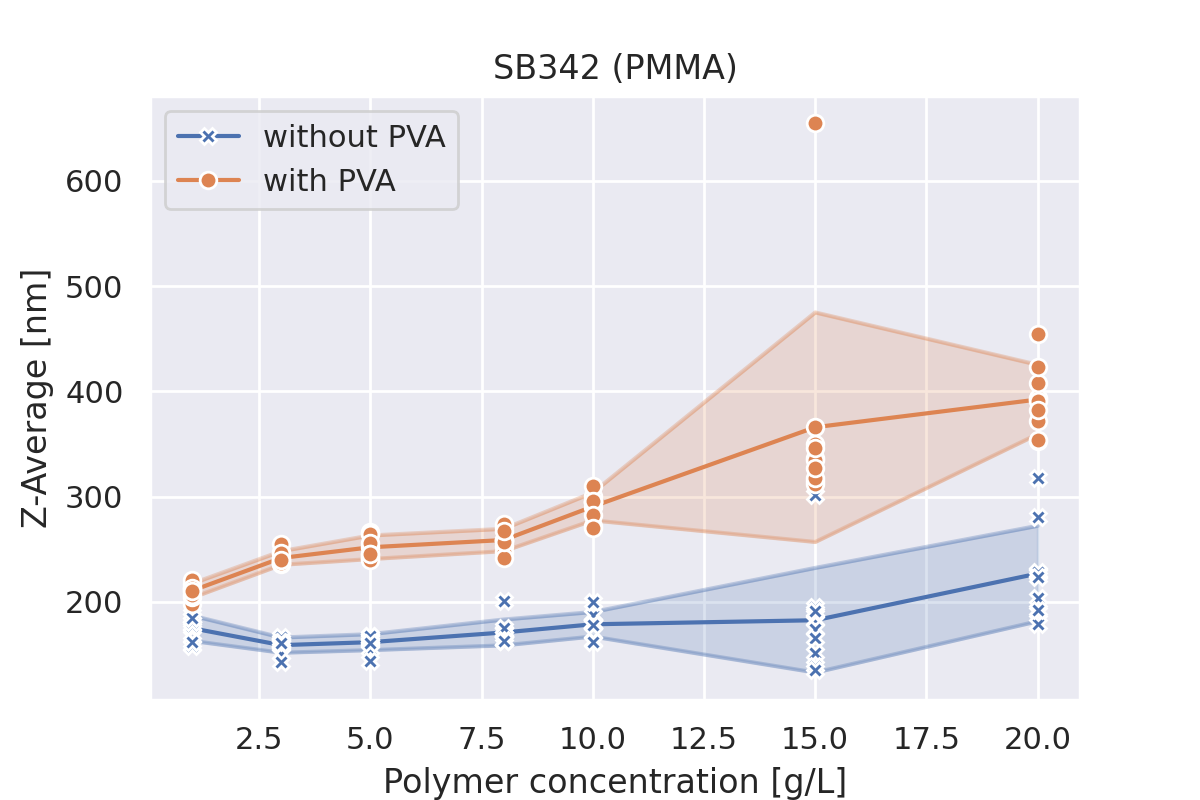 SB342 (PMMA)
without PVA
with PVA
600
500
400
300
200
Z-Average [nm]
2.5 5.0 7.5 10.0 12.5 15.0 17.5 20.0
Polymer concentration [g/L]